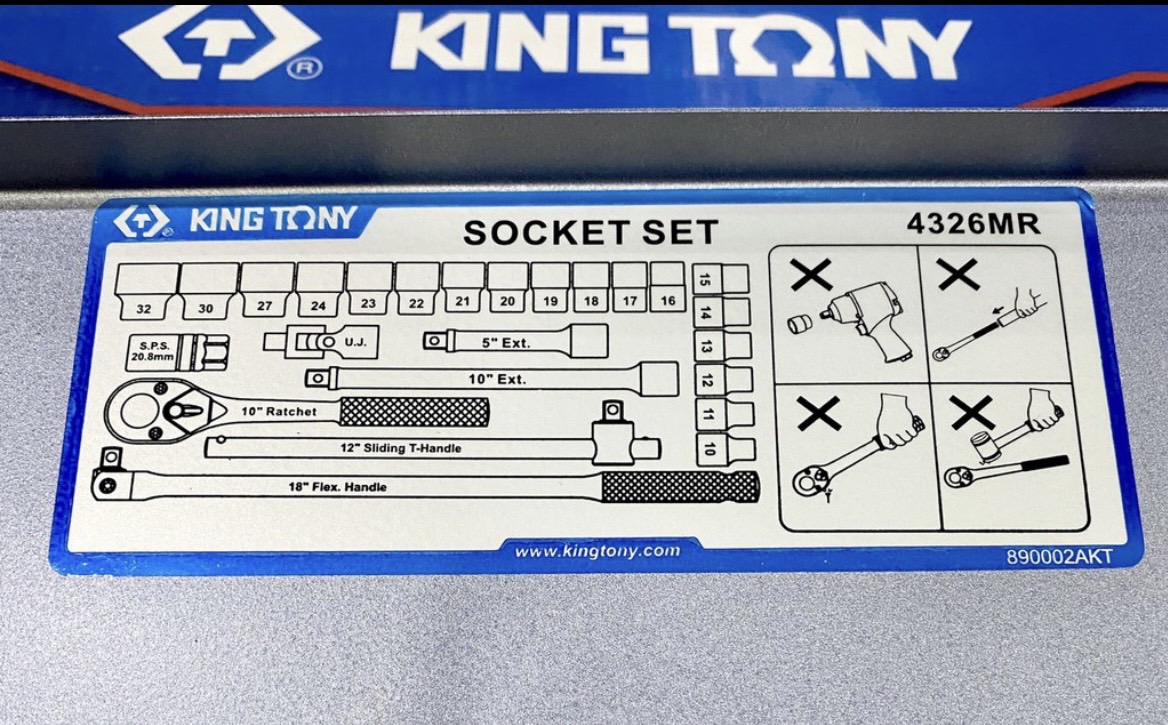 ® KING TONY
KING TONY
SOCKET SET
4326MR
32 30 27 24 23 22 21 20 19 18 17 16
15
14
13
12
11
10
S.P.S.
20.8mm
U.J.
5" Ext.
10" Ext.
10" Ratchet
12" Sliding T-Handle
18" Flex. Handle
www.kingtony.com
890002AKT